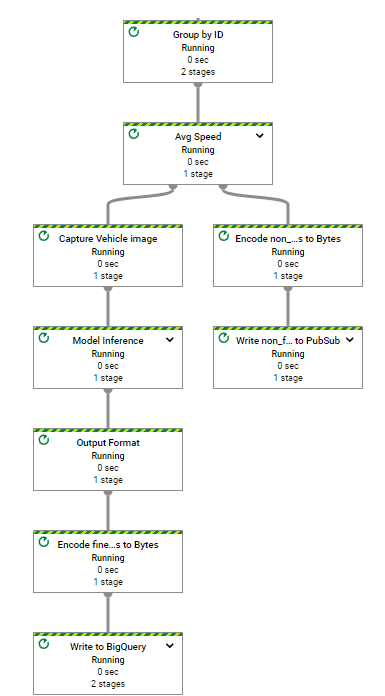 Group by ID
Running
0 sec
2 stages
Avg Speed
Running
0 sec
1 stage
Capture Vehicle image
Running
0 sec
1 stage
Encode non_...s to Bytes
Running
0 sec
1 stage
Model Inference
Running
0 sec
1 stage
Write non_f... to PubSub
Running
0 sec
1 stage
Output Format
Running
0 sec
1 stage
Encode fine...s to Bytes
Running
0 sec
1 stage
Write to BigQuery
Running
0 sec
2 stages